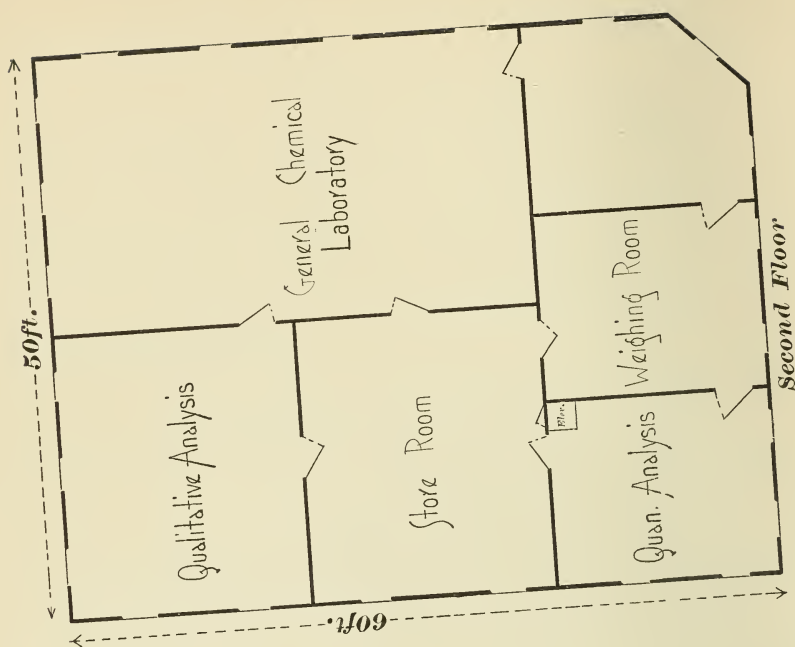 50ft.
General Chemical
Laboratory
Qualitative Analysis
Store Room
Elev.
Weighing Room
Quan. Analysis
60ft.
Second Floor